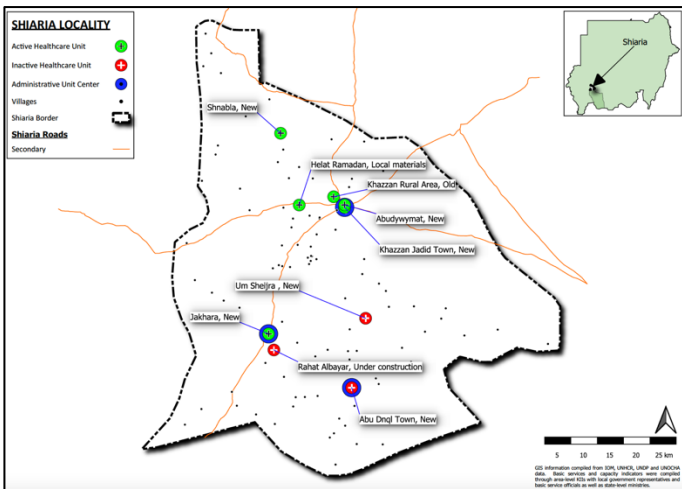 SHIARIA LOCALITY
Active Healthcare Unit
Inactive Healthcare Unit
Administrative Unit Center
Villages
Shiaria Border
Shiaria Roads
Secondary
Shiaria
Shnabla, New
Helat Ramadan, Local materials
Khazzan Rural Area, Old
Abudywymat, New
Khazzan Jadid Town, New
Um Sheijra , New
Jakhara, New
Rahat Albayar, Under construction
Abu Dnql Town, New
5 10 15 20 25 km
GIS information compiled from IOM, UNHCR, UNDP and UNOCHA
data. Basic services and capacity indicators were compiled
through area-level KIIs with local government representatives and
basic service officials as well as state-level ministries.